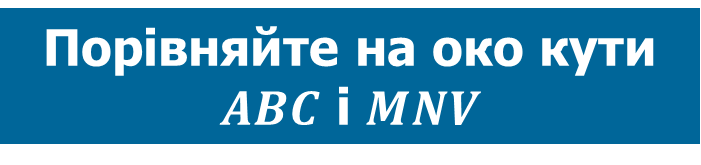 Порівняйте на око кути
ABC і MNV